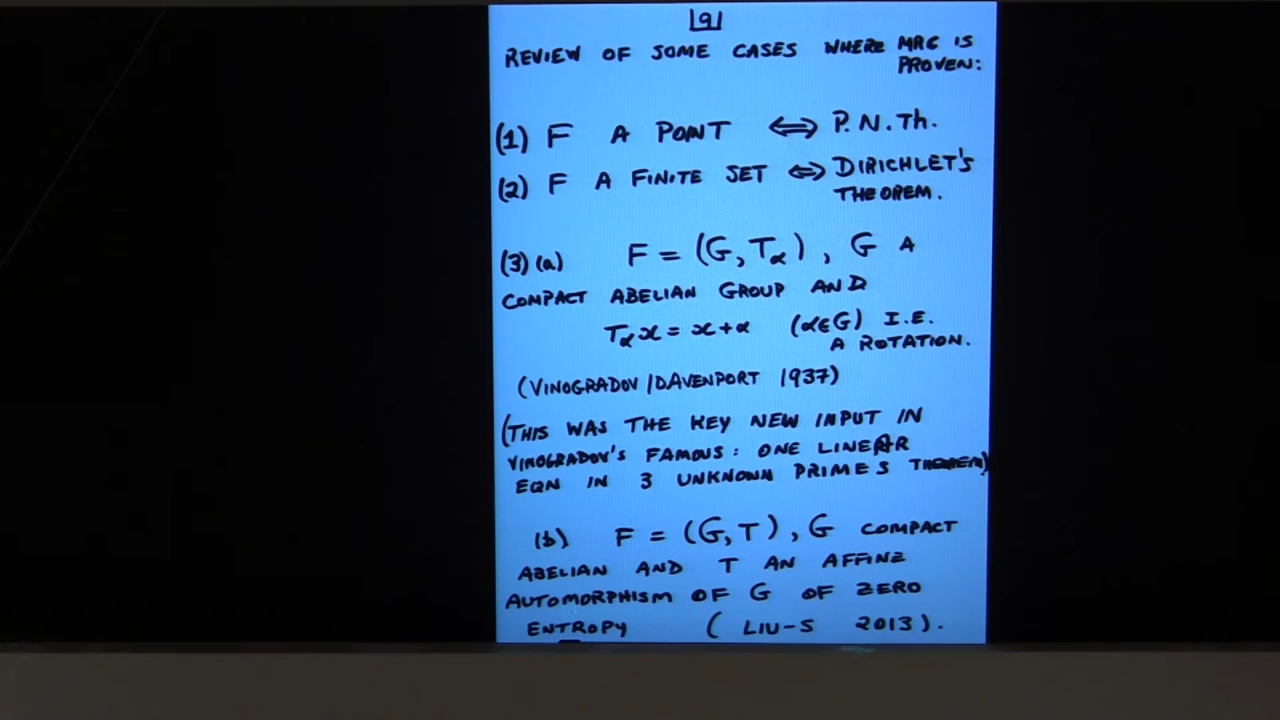 9
REVIEW OF SOME CASES WHERE MRG IS
PROVEN:
(1) F A POINT ⟺ P.N.Th.
(2) F A FINITE SET ⟺ DIRICHLET'S
THEOREM.
(3)(a) F = (G, Tα), G A
COMPACT ABELIAN GROUP AND
Tα x = x + α (α∈G) I.E.
A ROTATION.
(VINOGRADOV/DAVENPORT 1937)
(THIS WAS THE KEY NEW INPUT IN
VINOGRADOV'S FAMOUS: ONE LINEAR
EQN IN 3 UNKNOWN PRIMES THEOREM)
(b) F = (G,T), G COMPACT
ABELIAN AND T AN AFFINE
AUTOMORPHISM OF G OF ZERO
ENTROPY (LIU-S 2013).